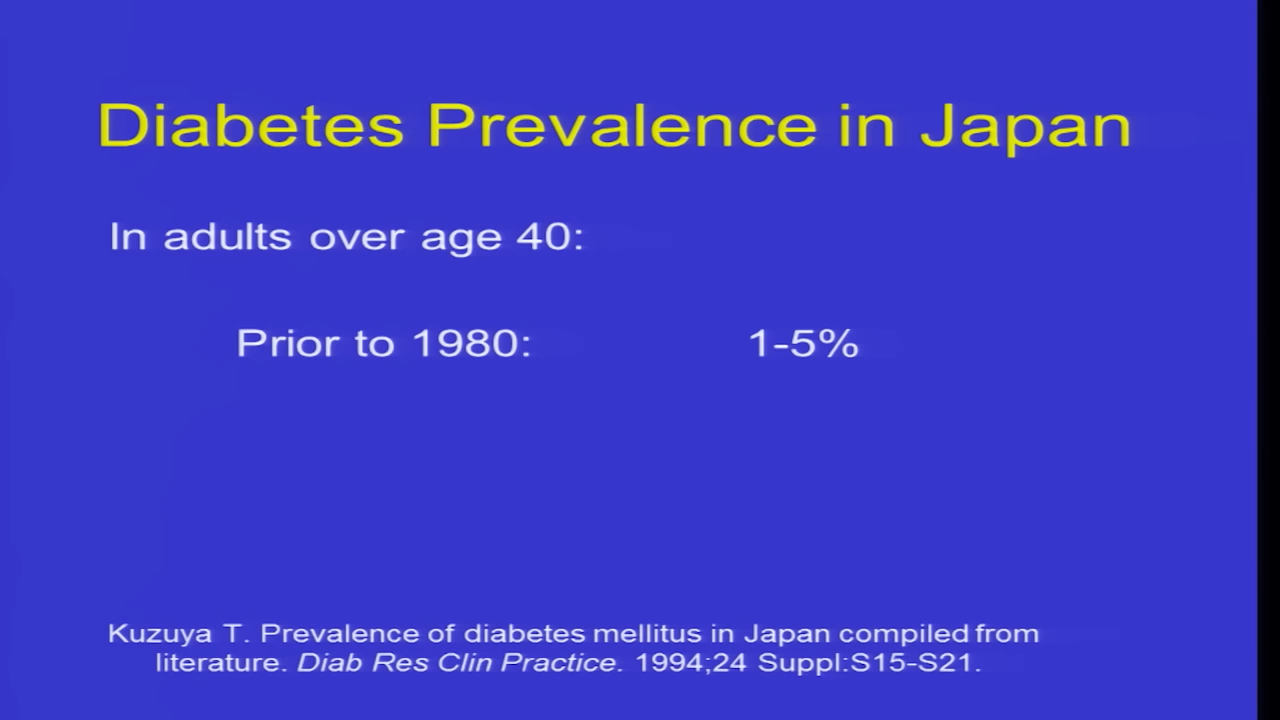 Diabetes Prevalence in Japan
In adults over age 40:
Prior to 1980: 1-5%
Kuzuya T. Prevalence of diabetes mellitus in Japan compiled from
literature. Diab Res Clin Practice. 1994;24 Suppl:S15-S21.